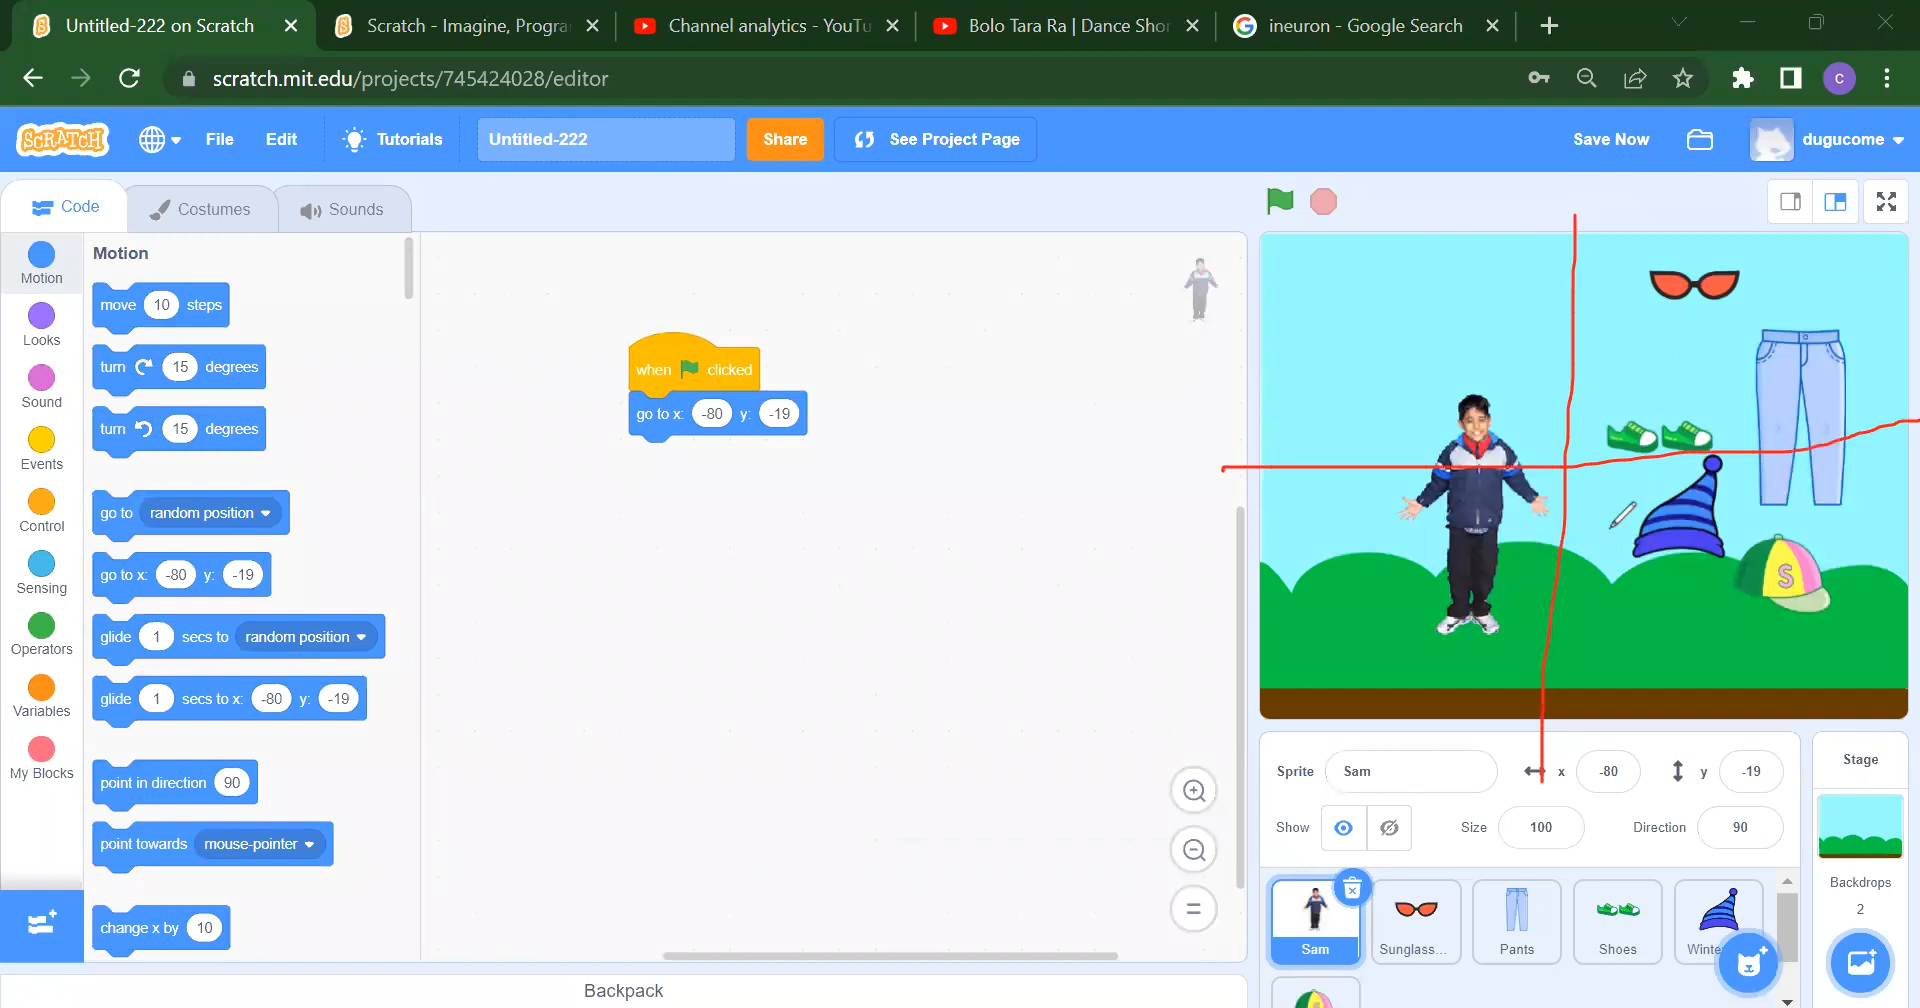 Untitled-222 on Scratch
Scratch - Imagine, Progra
Channel analytics - YouTu
Bolo Tara Ra | Dance Shor
ineuron - Google Search
scratch.mit.edu/projects/745424028/editor
C
SCRATCH
File
Edit
Tutorials
Untitled-222
Share
See Project Page
Save Now
dugucome
Code
Costumes
Sounds
Motion
Looks
Sound
Events
Control
Sensing
Operators
Variables
My Blocks
Motion
move 10 steps
turn 15 degrees
turn 15 degrees
go to random position
go to x: -80 y: -19
glide 1 secs to random position
glide 1 secs to x: -80 y: -19
point in direction 90
point towards mouse-pointer
change x by 10
when clicked
go to x: -80 y: -19
S
Sprite Sam x -80 y -19
Show Size 100 Direction 90
Sam
Sunglass...
Pants
Shoes
Winte
Stage
Backdrops
2
Backpack